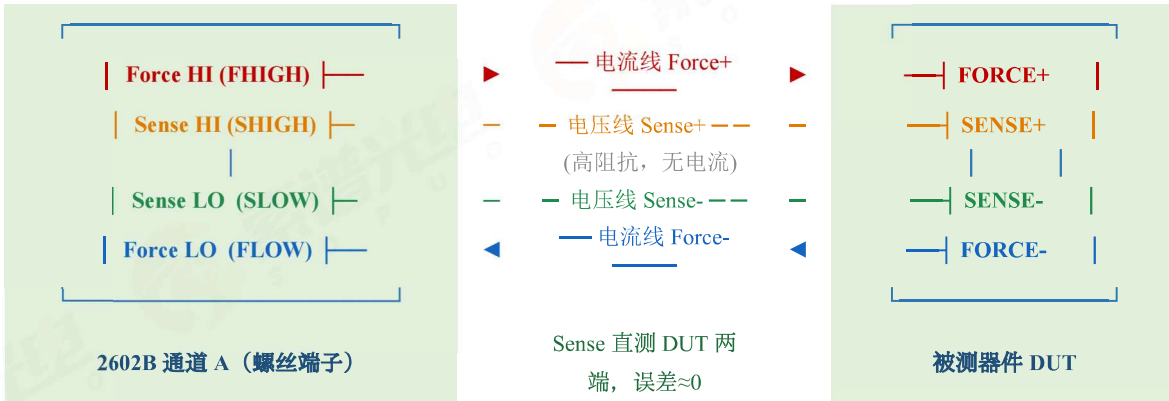 Force HI (FHIGH)
电流线 Force+
FORCE+
Sense HI (SHIGH)
电压线 Sense+
SENSE+
(高阻抗，无电流)
Sense LO (SLOW)
电压线 Sense-
SENSE-
Force LO (FLOW)
电流线 Force-
FORCE-
2602B 通道 A（螺丝端子）
Sense 直测 DUT 两
端，误差≈0
被测器件 DUT